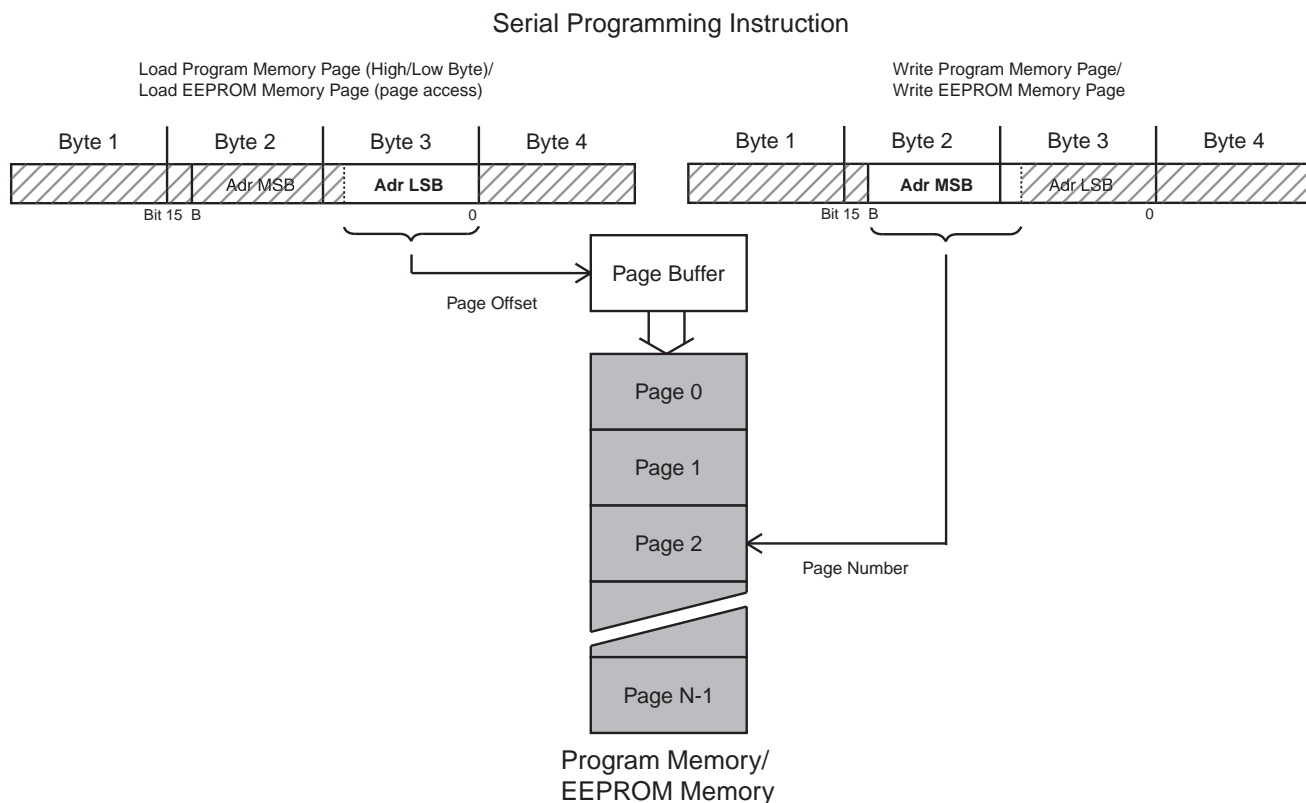 Serial Programming Instruction
Load Program Memory Page (High/Low Byte)/
Load EEPROM Memory Page (page access)
Write Program Memory Page/
Write EEPROM Memory Page
Byte 1 Byte 2 Byte 3 Byte 4
Byte 1 Byte 2 Byte 3 Byte 4
Adr MSB Adr LSB
Adr MSB Adr LSB
Bit 15 B 0
Bit 15 B 0
Page Buffer
Page Offset
Page 0
Page 1
Page 2
Page Number
Page N-1
Program Memory/
EEPROM Memory